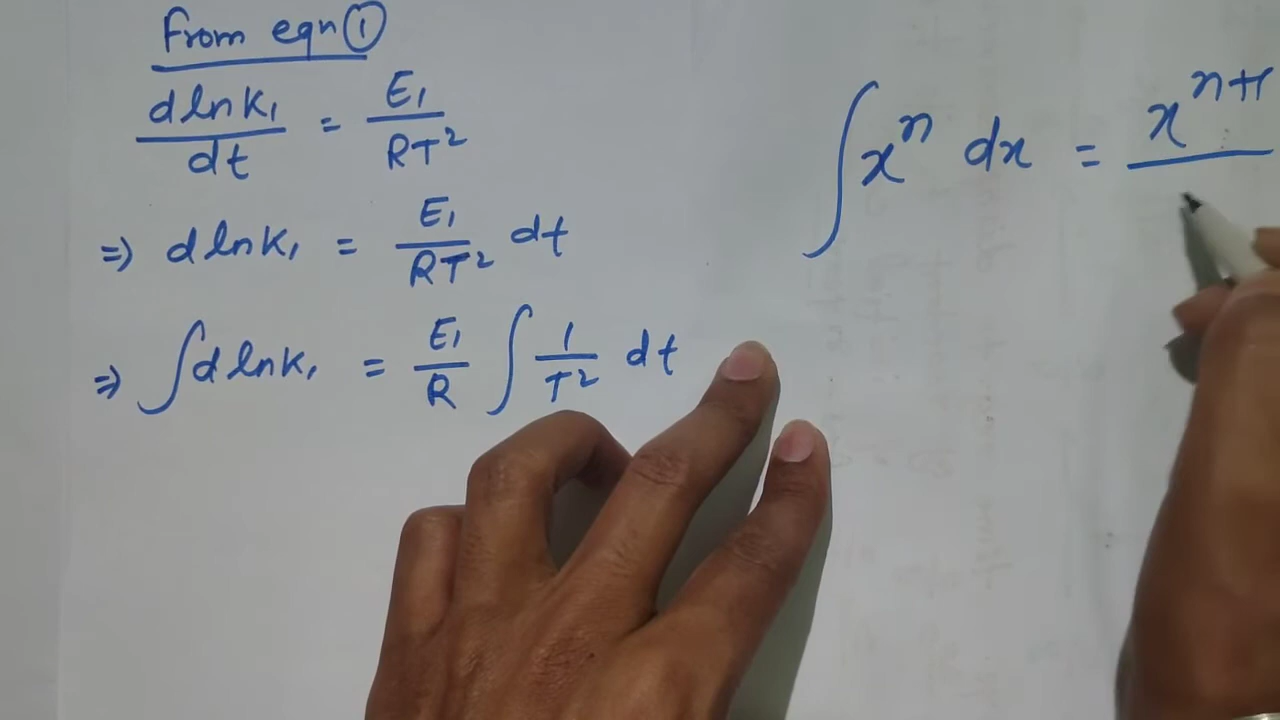 From eqn ①
d ln K₁ / dt = E₁ / RT²
=> d ln K₁ = E₁ / RT² dt
=> ∫ d ln K₁ = E₁ / R ∫ 1 / T² dt
∫ xⁿ dx = xⁿ⁺¹ /